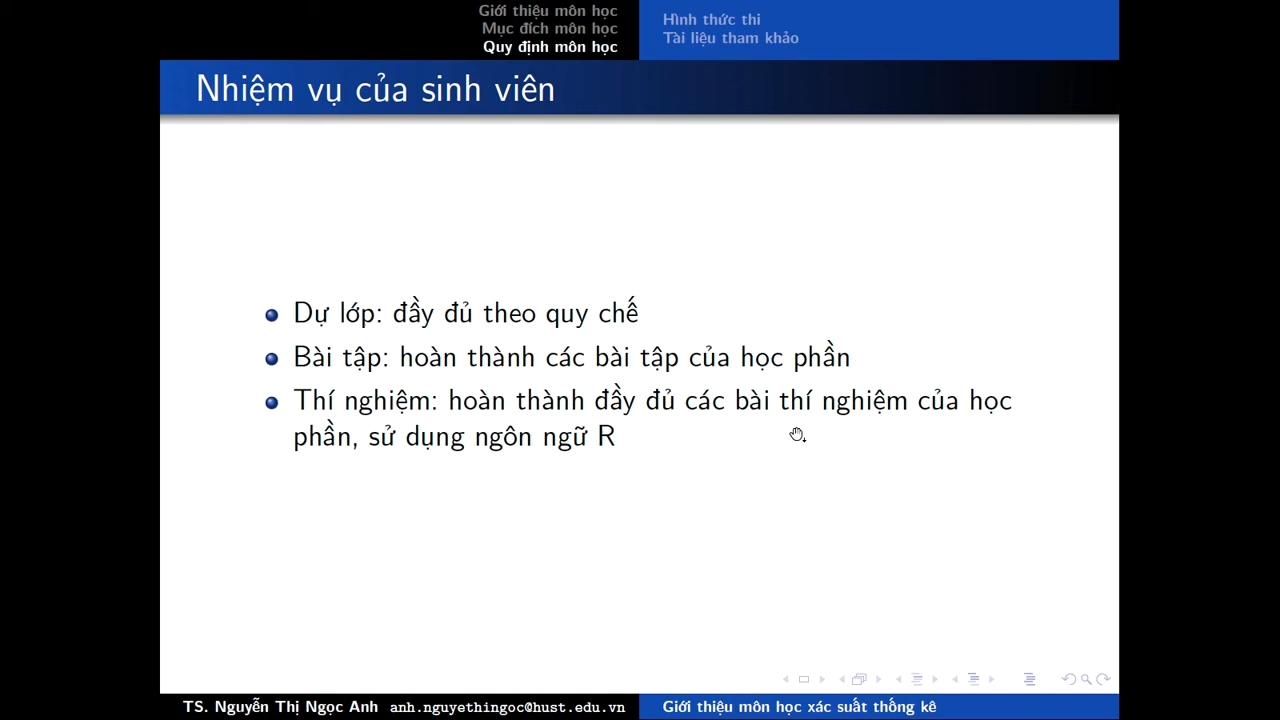 Giới thiệu môn học
Mục đích môn học
Quy định môn học
Hình thức thi
Tài liệu tham khảo
Nhiệm vụ của sinh viên
Dự lớp: đầy đủ theo quy chế
Bài tập: hoàn thành các bài tập của học phần
Thí nghiệm: hoàn thành đầy đủ các bài thí nghiệm của học
phần, sử dụng ngôn ngữ R
TS. Nguyễn Thị Ngọc Anh anh.nguyethingoc@hust.edu.vn
Giới thiệu môn học xác suất thống kê